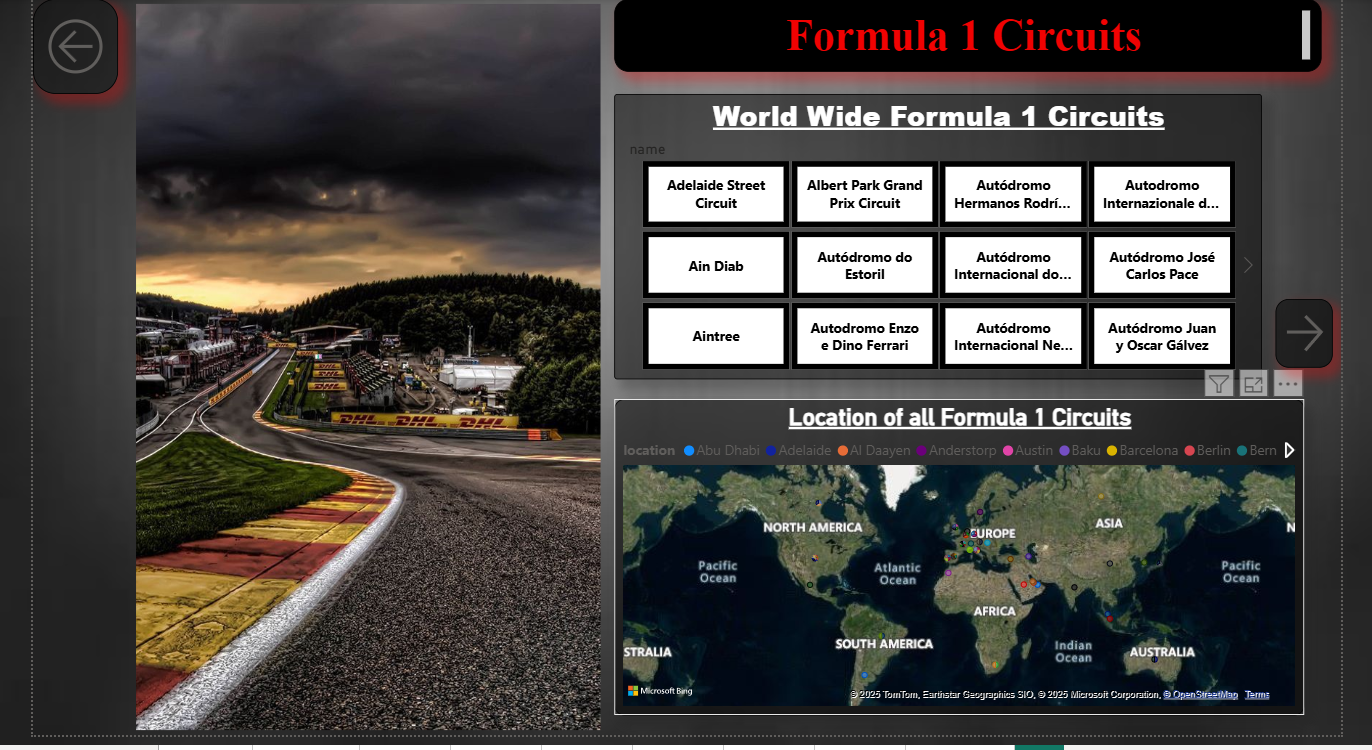 Formula 1 Circuits
World Wide Formula 1 Circuits
name
Adelaide Street
Circuit
Albert Park Grand
Prix Circuit
Autódromo
Hermanos Rodrí...
Autodromo
Internazionale d...
Ain Diab
Autódromo do
Estoril
Autódromo
Internacional do...
Autódromo José
Carlos Pace
Aintree
Autodromo Enzo
e Dino Ferrari
Autódromo
Internacional Ne...
Autódromo Juan
y Oscar Gálvez
Location of all Formula 1 Circuits
location Abu Dhabi Adelaide Al Daayen Anderstorp Austin Baku Barcelona Berlin Bern
NORTH AMERICA
EUROPE
ASIA
N
Pacific
Ocean
Atlantic
Ocean
Pacific
Ocean
AFRICA
SOUTH AMERICA
Indian
Ocean
STRALIA
AUSTRALIA
Microsoft Bing
© 2025 TomTom, Earthstar Geographics SIO, © 2025 Microsoft Corporation, © OpenStreetMap Terms
DHL
DHL
DHL
DHL DHL DHL